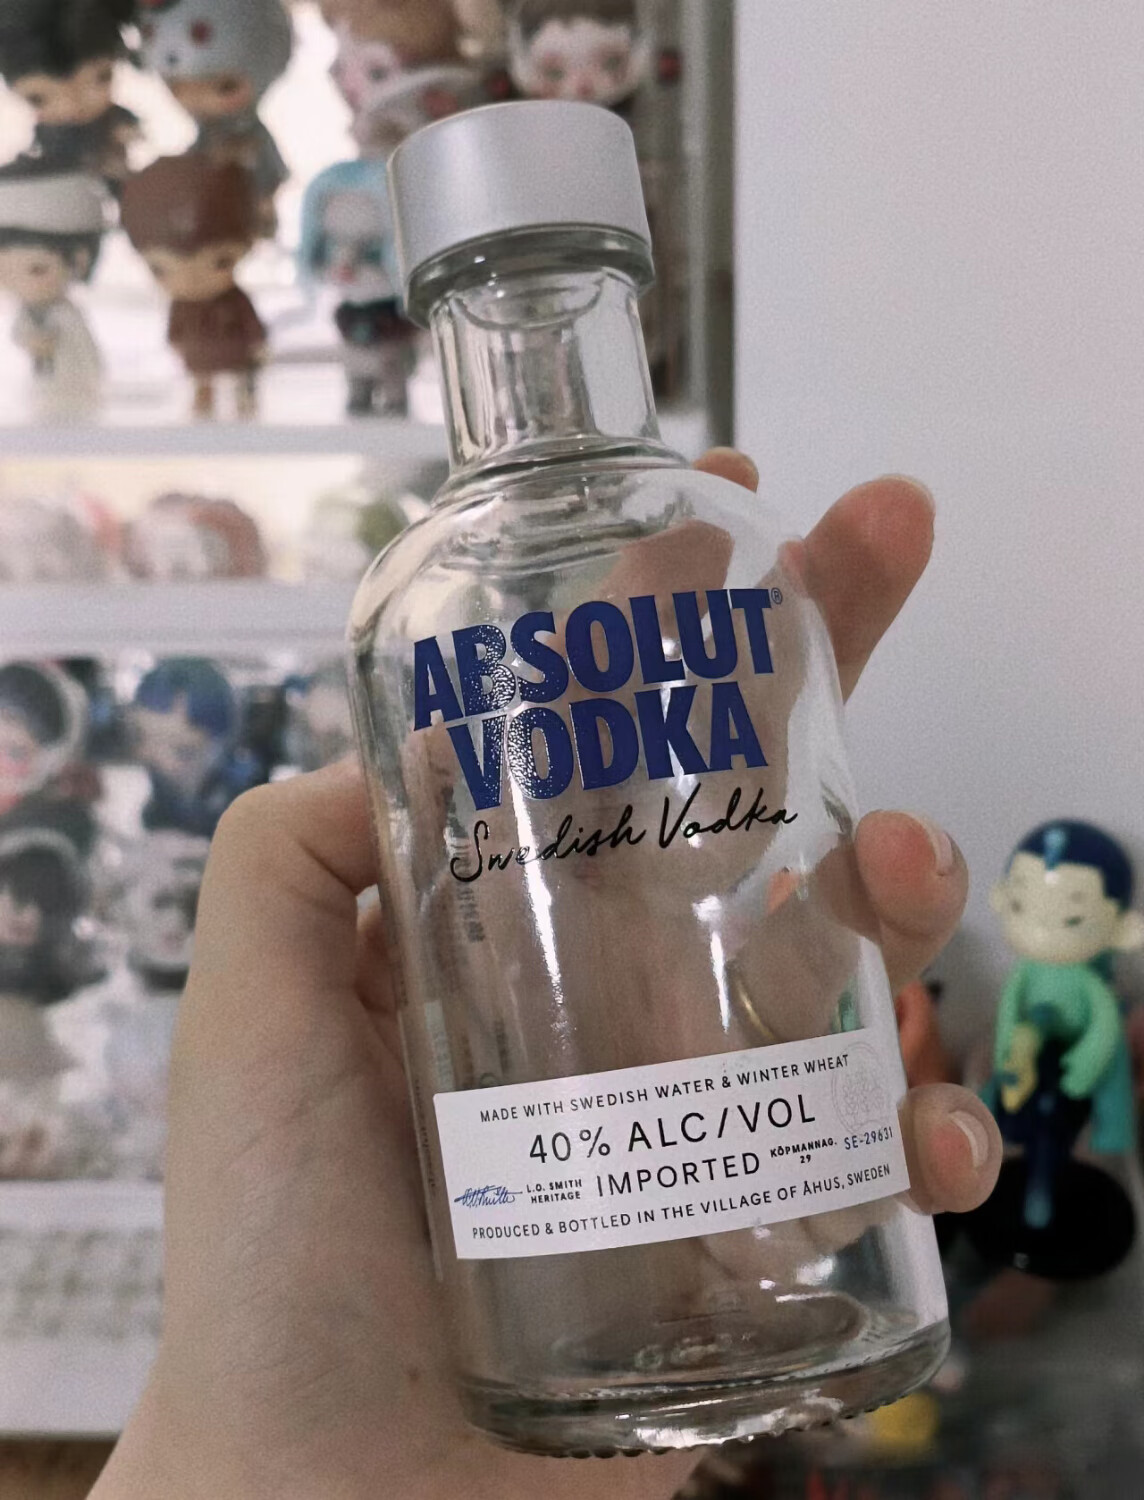 ABSOLUT®
VODKA
Swedish Vodka
MADE WITH SWEDISH WATER & WINTER WHEAT
40% ALC/VOL
L.O. SMITH
HERITAGE
IMPORTED
KÖPMANNAG.
29
SE-29631
PRODUCED & BOTTLED IN THE VILLAGE OF ÅHUS, SWEDEN